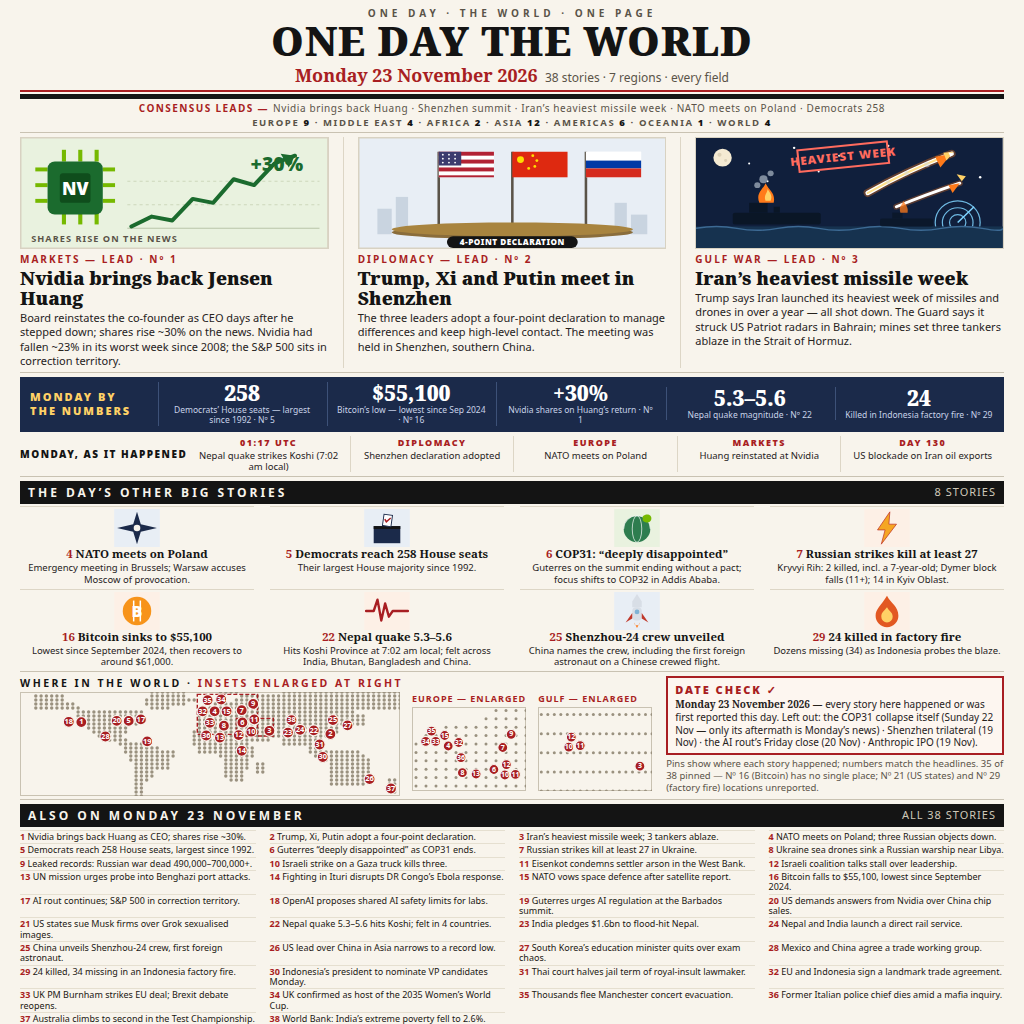 ONE DAY · THE WORLD · ONE PAGE
ONE DAY THE WORLD
Monday 23 November 2026 38 stories · 7 regions · every field
CONSENSUS LEADS — Nvidia brings back Huang · Shenzhen summit · Iran’s heaviest missile week · NATO meets on Poland · Democrats 258
EUROPE 9 · MIDDLE EAST 4 · AFRICA 2 · ASIA 12 · AMERICAS 6 · OCEANIA 1 · WORLD 4
NV
+30%
SHARES RISE ON THE NEWS
MARKETS — LEAD · Nº 1
Nvidia brings back Jensen
Huang
Board reinstates the co-founder as CEO days after he
stepped down; shares rise ~30% on the news. Nvidia had
fallen ~23% in its worst week since 2008; the S&P 500 sits in
correction territory.
4-POINT DECLARATION
DIPLOMACY — LEAD · Nº 2
Trump, Xi and Putin meet in
Shenzhen
The three leaders adopt a four-point declaration to manage
differences and keep high-level contact. The meeting was
held in Shenzhen, southern China.
HEAVIEST WEEK
GULF WAR — LEAD · Nº 3
Iran’s heaviest missile week
Trump says Iran launched its heaviest week of missiles and
drones in over a year — all shot down. The Guard says it
struck US Patriot radars in Bahrain; mines set three tankers
ablaze in the Strait of Hormuz.
MONDAY BY
THE NUMBERS
258
Democrats’ House seats — largest
since 1992 · Nº 5
$55,100
Bitcoin’s low — lowest since Sep 2024
· Nº 16
+30%
Nvidia shares on Huang’s return · Nº
1
5.3–5.6
Nepal quake magnitude · Nº 22
24
Killed in Indonesia factory fire · Nº 29
MONDAY, AS IT HAPPENED
01:17 UTC
Nepal quake strikes Koshi (7:02
am local)
DIPLOMACY
Shenzhen declaration adopted
EUROPE
NATO meets on Poland
MARKETS
Huang reinstated at Nvidia
DAY 130
US blockade on Iran oil exports
THE DAY’S OTHER BIG STORIES
8 STORIES
4 NATO meets on Poland
Emergency meeting in Brussels; Warsaw accuses
Moscow of provocation.
5 Democrats reach 258 House seats
Their largest House majority since 1992.
6 COP31: “deeply disappointed”
Guterres on the summit ending without a pact;
focus shifts to COP32 in Addis Ababa.
7 Russian strikes kill at least 27
Kryvyi Rih: 2 killed, incl. a 7-year-old; Dymer block
falls (11+); 14 in Kyiv Oblast.
B
16 Bitcoin sinks to $55,100
Lowest since September 2024, then recovers to
around $61,000.
22 Nepal quake 5.3–5.6
Hits Koshi Province at 7:02 am local; felt across
India, Bhutan, Bangladesh and China.
25 Shenzhou-24 crew unveiled
China names the crew, including the first foreign
astronaut on a Chinese crewed flight.
29 24 killed in factory fire
Dozens missing (34) as Indonesia probes the blaze.
WHERE IN THE WORLD · INSETS ENLARGED AT RIGHT
EUROPE — ENLARGED
GULF — ENLARGED
DATE CHECK ✓
Monday 23 November 2026 — every story here happened or was
first reported this day. Left out: the COP31 collapse itself (Sunday 22
Nov — only its aftermath is Monday’s news) · Shenzhen trilateral (19
Nov) · the AI rout’s Friday close (20 Nov) · Anthropic IPO (19 Nov).
Pins show where each story happened; numbers match the headlines. 35 of
38 pinned — Nº 16 (Bitcoin) has no single place; Nº 21 (US states) and Nº 29
(factory fire) locations unreported.
ALSO ON MONDAY 23 NOVEMBER
ALL 38 STORIES
1 Nvidia brings back Huang as CEO; shares rise ~30%.
2 Trump, Xi, Putin adopt a four-point declaration.
3 Iran’s heaviest missile week; 3 tankers ablaze.
4 NATO meets on Poland; three Russian objects down.
5 Democrats reach 258 House seats, largest since 1992.
6 Guterres “deeply disappointed” as COP31 ends.
7 Russian strikes kill at least 27 in Ukraine.
8 Ukraine sea drones sink a Russian warship near Libya.
9 Leaked records: Russian war dead 490,000–700,000+.
10 Israeli strike on a Gaza truck kills three.
11 Eisenkot condemns settler arson in the West Bank.
12 Israeli coalition talks stall over leadership.
13 UN mission urges probe into Benghazi port attacks.
14 Fighting in Ituri disrupts DR Congo’s Ebola response.
15 NATO vows space defence after satellite report.
16 Bitcoin falls to $55,100, lowest since September
2024.
17 AI rout continues; S&P 500 in correction territory.
18 OpenAI proposes shared AI safety limits for labs.
19 Guterres urges AI regulation at the Barbados
summit.
20 US demands answers from Nvidia over China chip
sales.
21 US states sue Musk firms over Grok sexualised
images.
22 Nepal quake 5.3–5.6 hits Koshi; felt in 4 countries.
23 India pledges $1.6bn to flood-hit Nepal.
24 Nepal and India launch a direct rail service.
25 China unveils Shenzhou-24 crew, first foreign
astronaut.
26 US lead over China in Asia narrows to a record low.
27 South Korea’s education minister quits over exam
chaos.
28 Mexico and China agree a trade working group.
29 24 killed, 34 missing in an Indonesia factory fire.
30 Indonesia’s president to nominate VP candidates
Monday.
31 Thai court halves jail term of royal-insult lawmaker.
32 EU and Indonesia sign a landmark trade agreement.
33 UK PM Burnham strikes EU deal; Brexit debate
reopens.
34 UK confirmed as host of the 2035 Women’s World
Cup.
35 Thousands flee Manchester concert evacuation.
36 Former Italian police chief dies amid a mafia inquiry.
37 Australia climbs to second in the Test Championship.
38 World Bank: India’s extreme poverty fell to 2.6%.